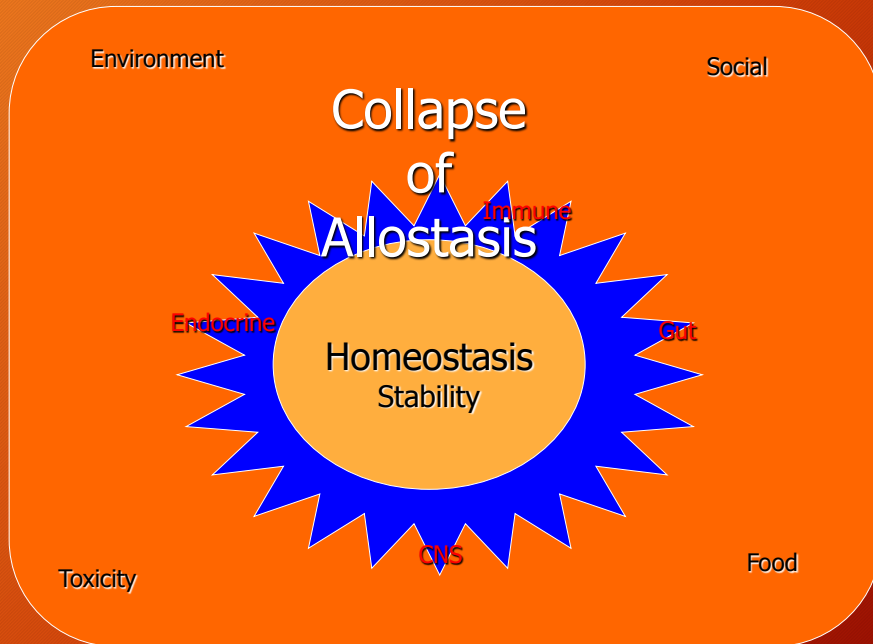 Environment
Social
Collapse
of
Allostasis
Immune
Endocrine
Gut
Homeostasis
Stability
CNS
Food
Toxicity